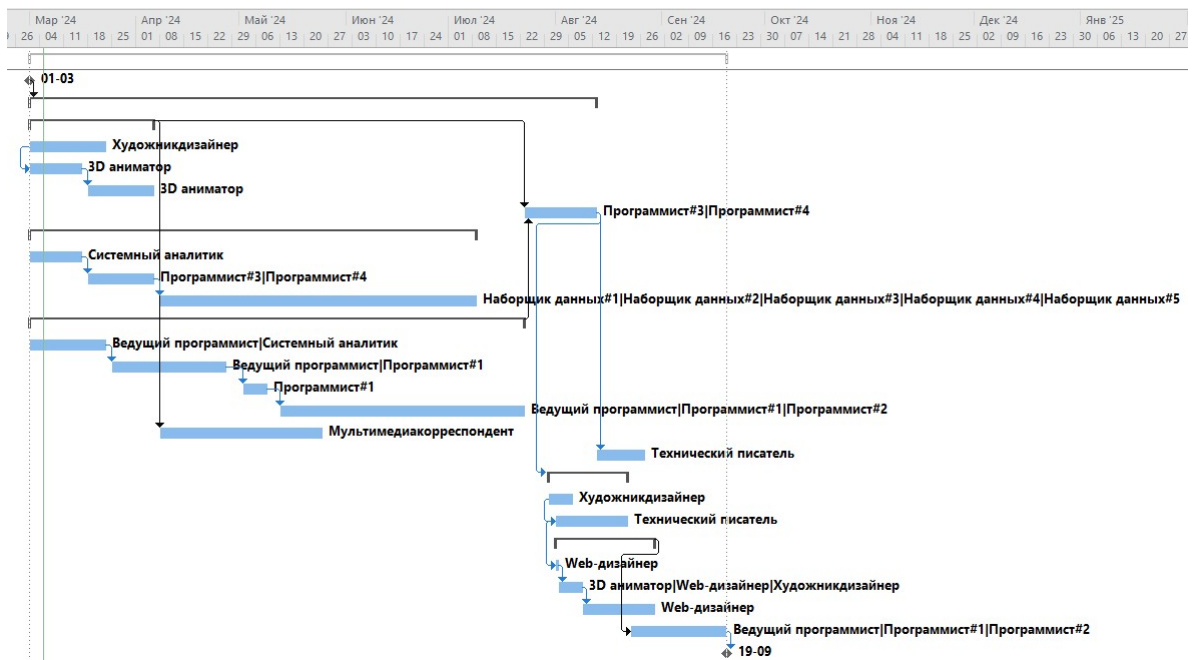 Мар '24 Апр '24 Май '24 Июн '24 Июл '24 Авг '24 Сен '24 Окт '24 Ноя '24 Дек '24 Янв '25
26 04 11 18 25 01 08 15 22 29 06 13 20 27 03 10 17 24 01 08 15 22 29 05 12 19 26 02 09 16 23 30 07 14 21 28 04 11 18 25 02 09 16 23 30 06 13 20 27
01-03
Художникдизайнер
3D аниматор
3D аниматор
Программист#3|Программист#4
Системный аналитик
Программист#3|Программист#4
Наборщик данных#1|Наборщик данных#2|Наборщик данных#3|Наборщик данных#4|Наборщик данных#5
Ведущий программист|Системный аналитик
Ведущий программист|Программист#1
Программист#1
Ведущий программист|Программист#1|Программист#2
Мультимедиакорреспондент
Технический писатель
Художникдизайнер
Технический писатель
Web-дизайнер
3D аниматор|Web-дизайнер|Художникдизайнер
Web-дизайнер
Ведущий программист|Программист#1|Программист#2
19-09